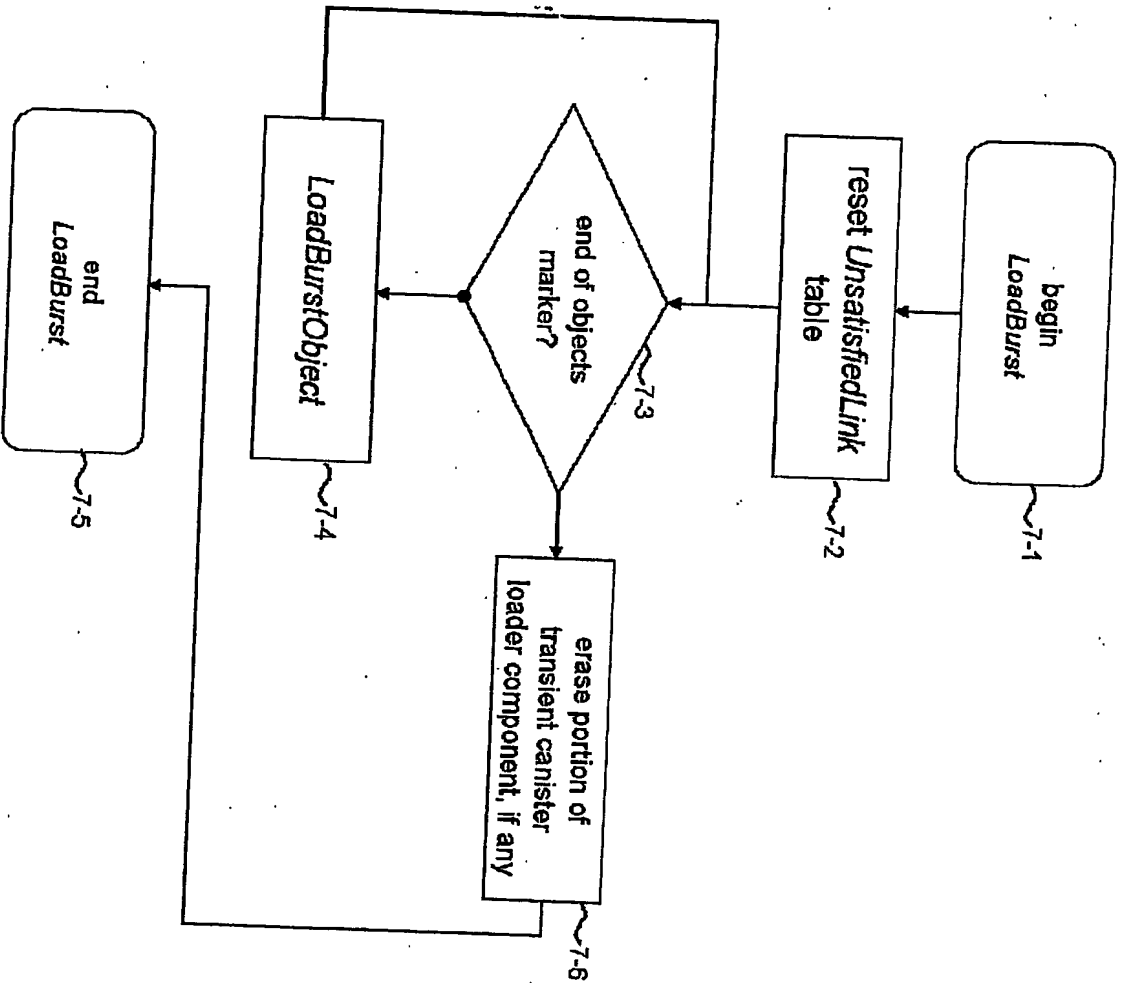 begin
LoadBurst
7-1
reset UnsatisfiedLink
table
7-2
end of objects
marker?
7-3
LoadBurstObject
7-4
end
LoadBurst
7-5
erase portion of
transient canister
loader component, if any
7-6